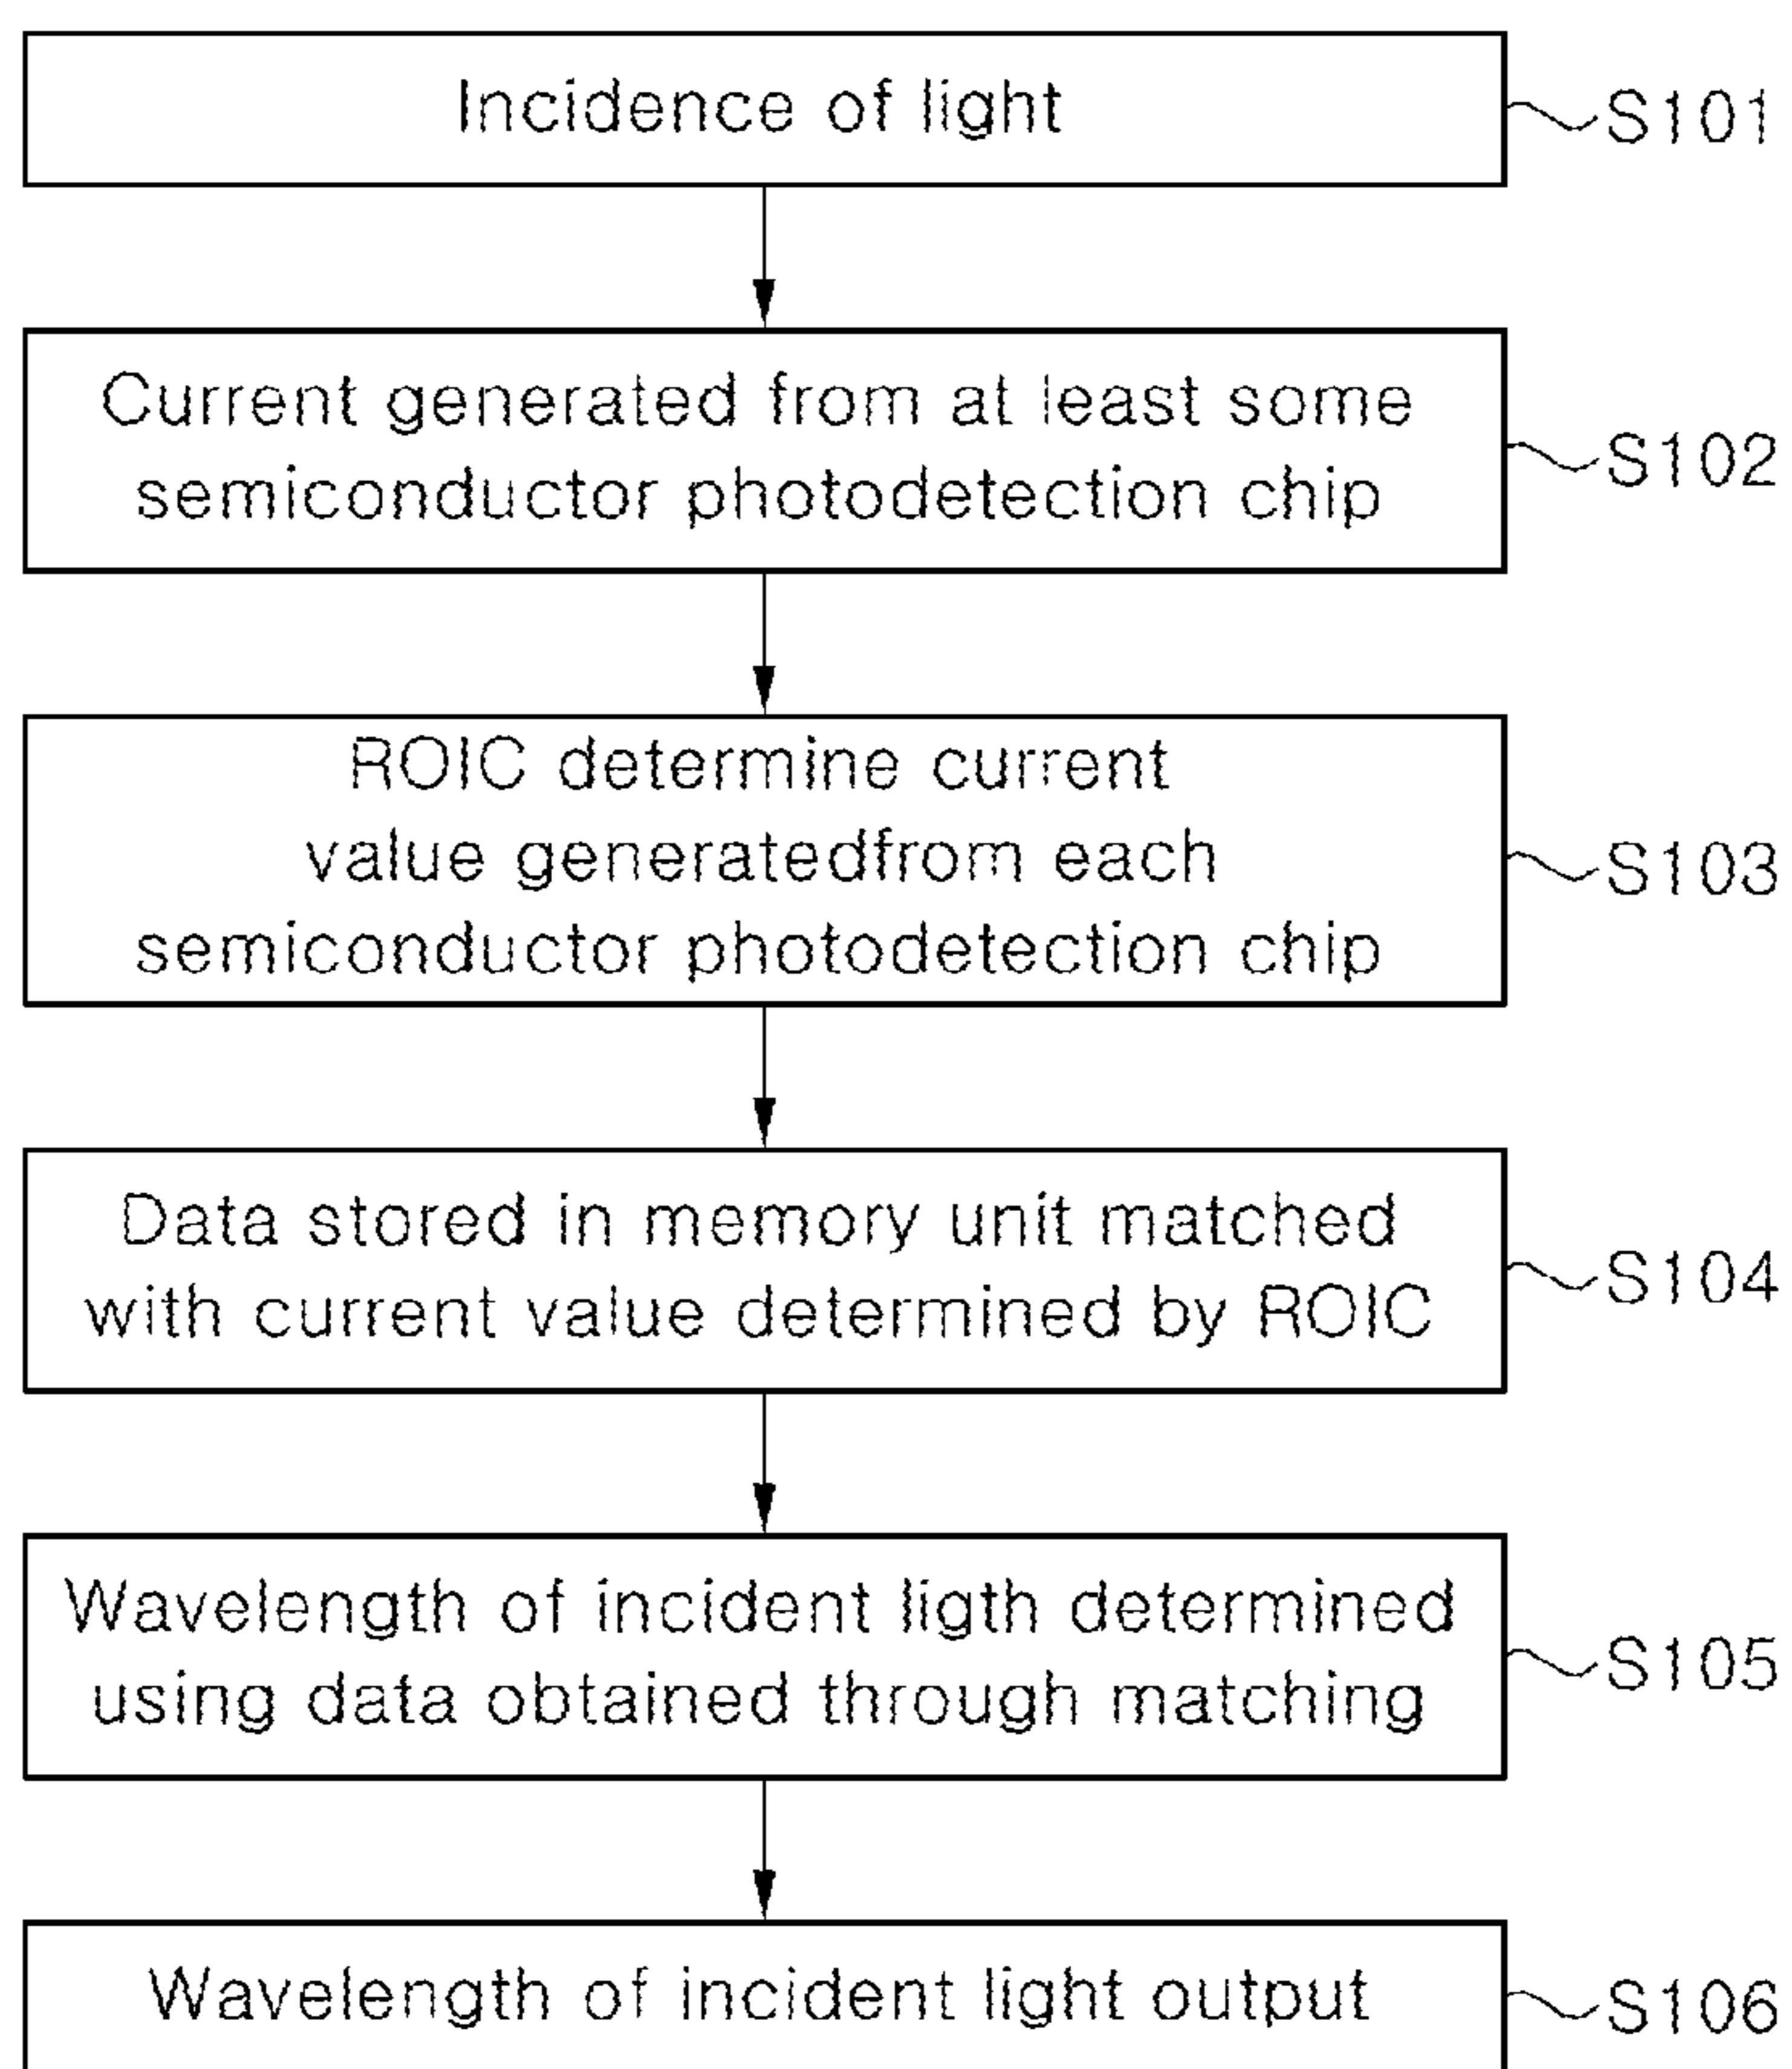 Incidence of light
S101
Current generated from at least some
semiconductor photodetection chip
S102
ROIC determine current
value generatedfrom each
semiconductor photodetection chip
S103
Data stored in memory unit matched
with current value determined by ROIC
S104
Wavelength of incident ligth determined
using data obtained through matching
S105
Wavelength of incident light output
S106